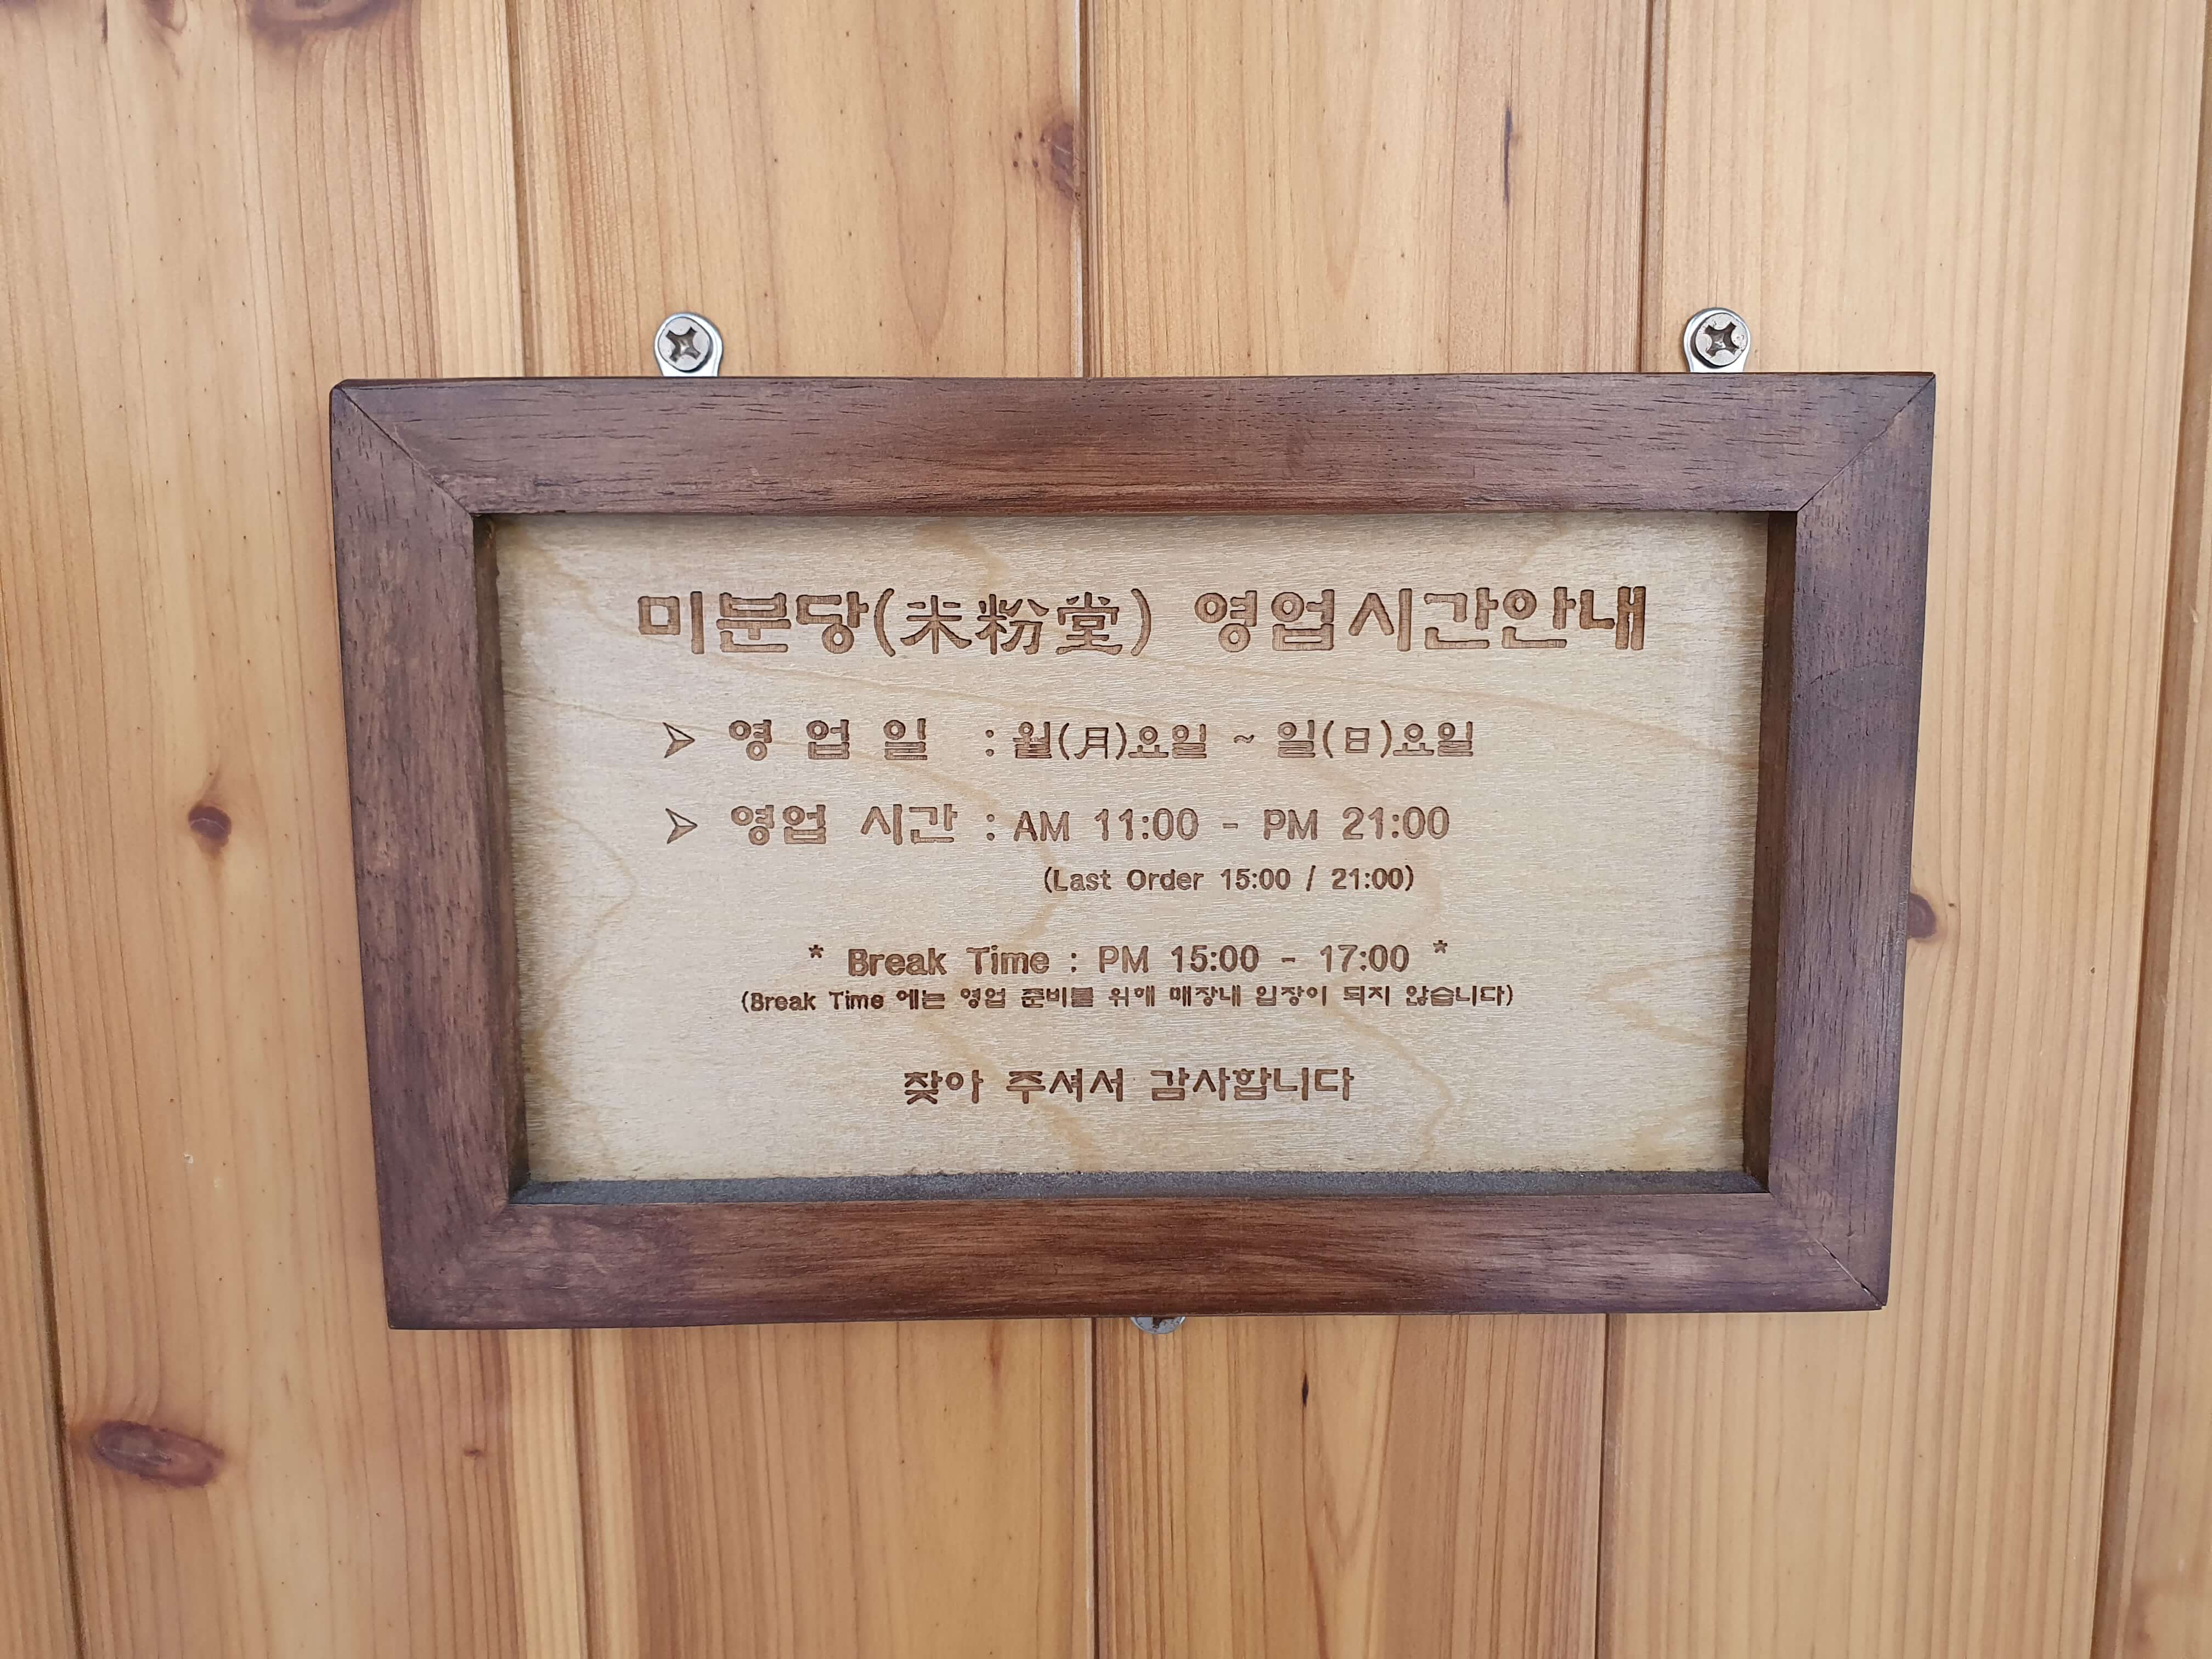 미분당(未粉堂) 영업시간안내
➢ 영 업 일 : 월(月)요일 ~ 일(日)요일
➢ 영업 시간 : AM 11:00 - PM 21:00
(Last Order 15:00 / 21:00)
* Break Time : PM 15:00 - 17:00 *
(Break Time 에는 영업 준비를 위해 매장내 입장이 되지 않습니다)
찾아 주셔서 감사합니다